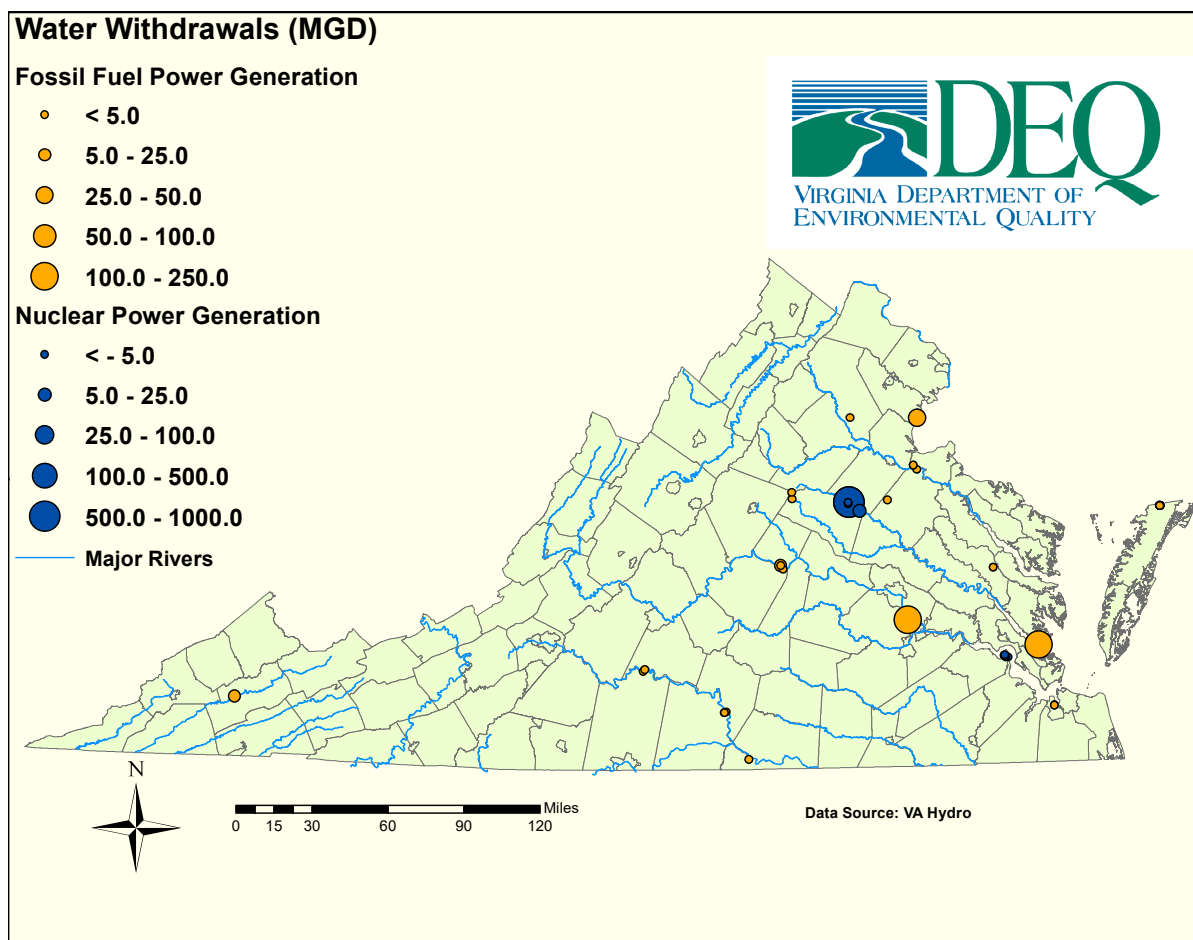 Water Withdrawals (MGD)
Fossil Fuel Power Generation
< 5.0
5.0 - 25.0
25.0 - 50.0
50.0 - 100.0
100.0 - 250.0
Nuclear Power Generation
< - 5.0
5.0 - 25.0
25.0 - 100.0
100.0 - 500.0
500.0 - 1000.0
Major Rivers
DEQ
VIRGINIA DEPARTMENT OF
ENVIRONMENTAL QUALITY
N
Miles
0 15 30 60 90 120
Data Source: VA Hydro